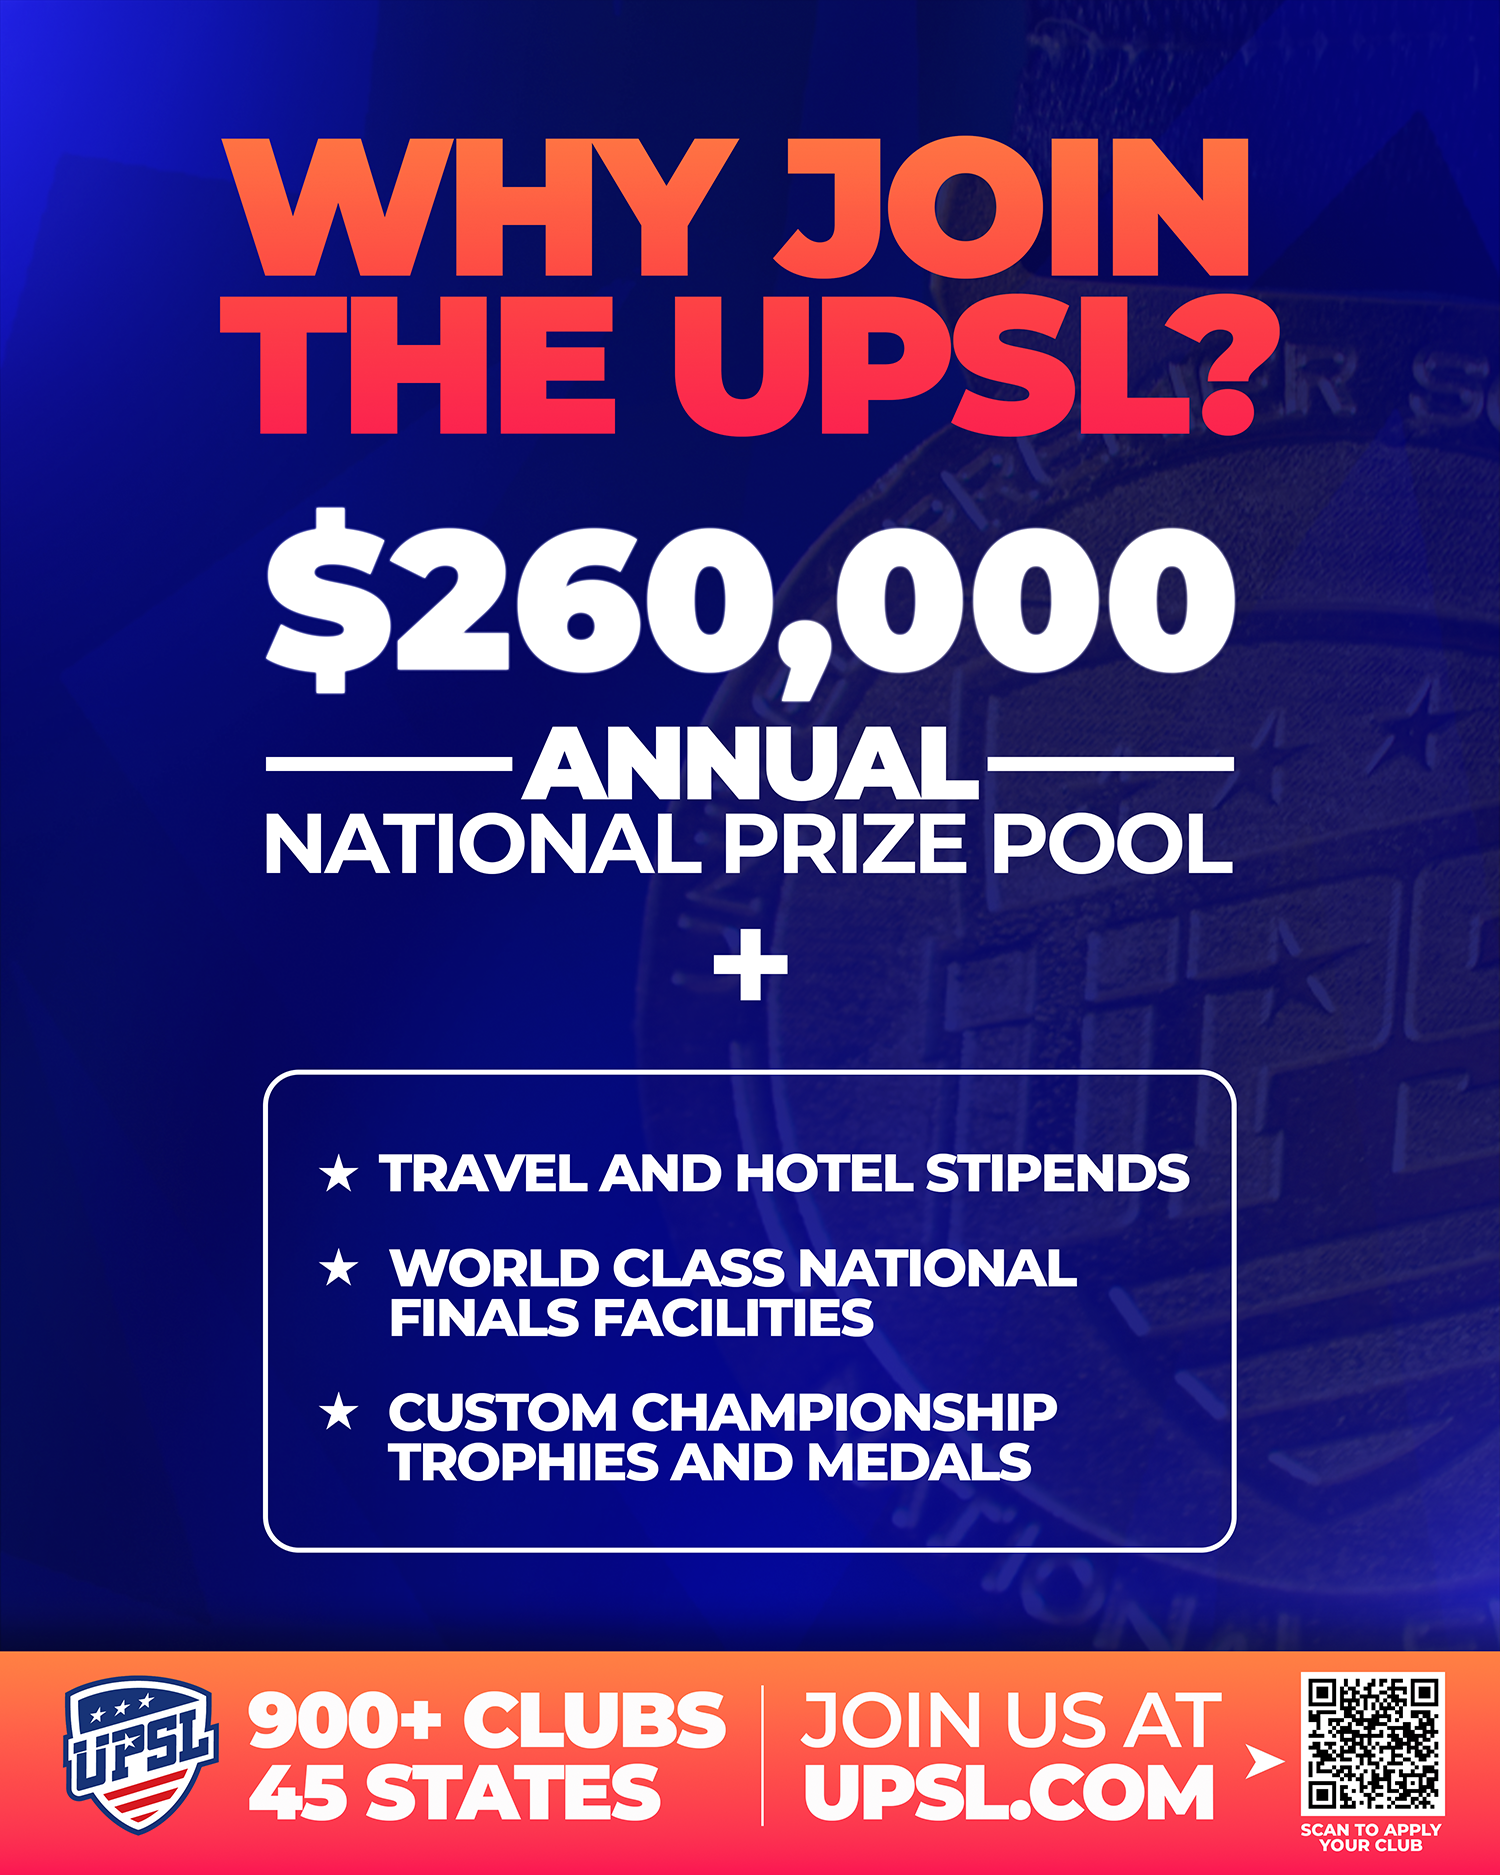 WHY JOIN
THE UPSL?
$260,000
ANNUAL
NATIONAL PRIZE POOL
+
★ TRAVEL AND HOTEL STIPENDS
★ WORLD CLASS NATIONAL
FINALS FACILITIES
★ CUSTOM CHAMPIONSHIP
TROPHIES AND MEDALS
UPSL
900+ CLUBS
45 STATES
JOIN US AT
UPSL.COM
SCAN TO APPLY
YOUR CLUB